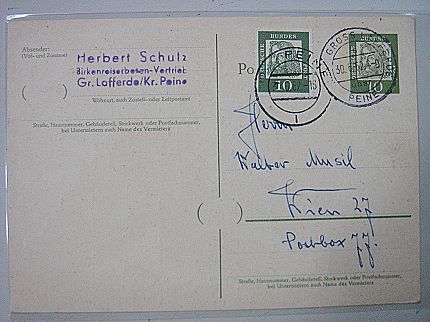 Absender:
(Vor- und Zuname)
Herbert Schulz
Birkenreiserbesen-Vertrieb
Gr. Lafferde/Kr. Peine
Wohnort, auch Zustell- oder Leitpostamt
Straße, Hausnummer, Gebäudeteil, Stockwerk oder Postfachnummer,
bei Untermietern auch Name des Vermieters
DEUTSCHE BUNDESPOST
10
10
PEINE
Herrn
Walter Musil
Wien 27
Postbox 77.
Straße, Hausnummer, Gebäudeteil, Stockwerk oder Postfachnummer,
bei Untermietern auch Name des Vermieters